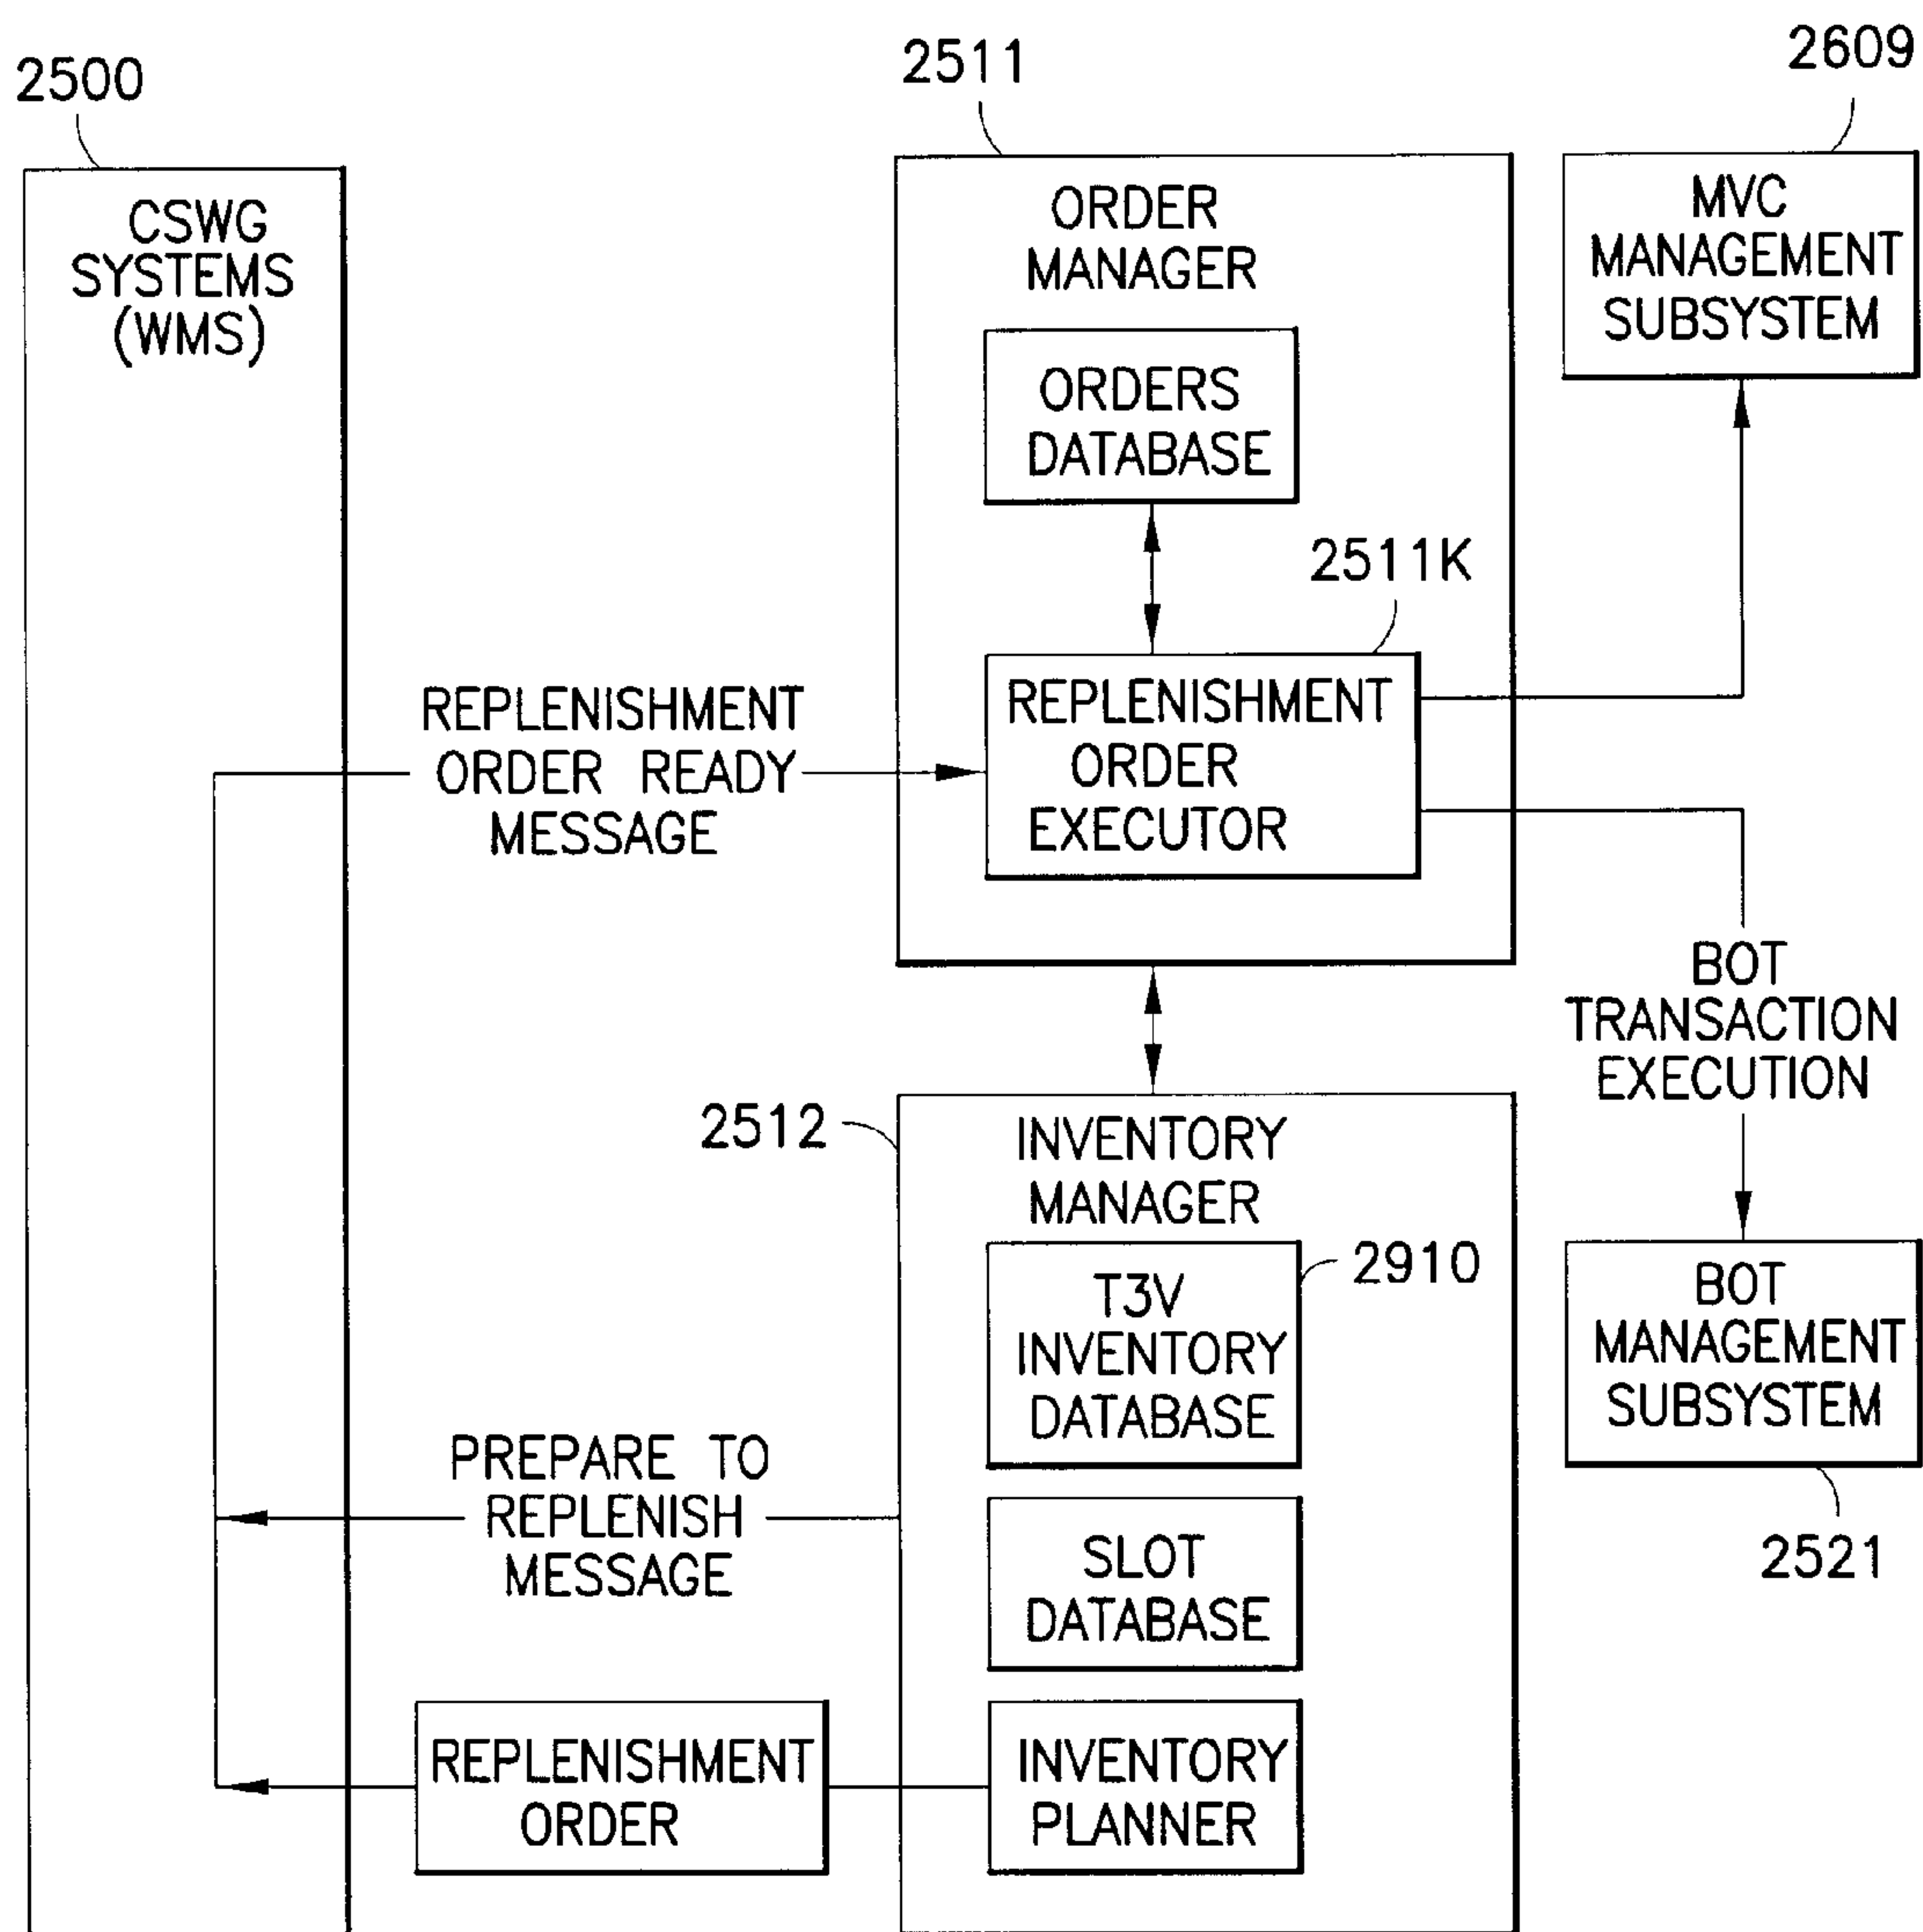 2500
2511
2609
CSWG
SYSTEMS
(WMS)
ORDER
MANAGER
MVC
MANAGEMENT
SUBSYSTEM
ORDERS
DATABASE
2511K
REPLENISHMENT
ORDER READY
MESSAGE
REPLENISHMENT
ORDER
EXECUTOR
BOT
TRANSACTION
EXECUTION
2512
INVENTORY
MANAGER
2910
T3V
INVENTORY
DATABASE
BOT
MANAGEMENT
SUBSYSTEM
2521
PREPARE TO
REPLENISH
MESSAGE
SLOT
DATABASE
REPLENISHMENT
ORDER
INVENTORY
PLANNER